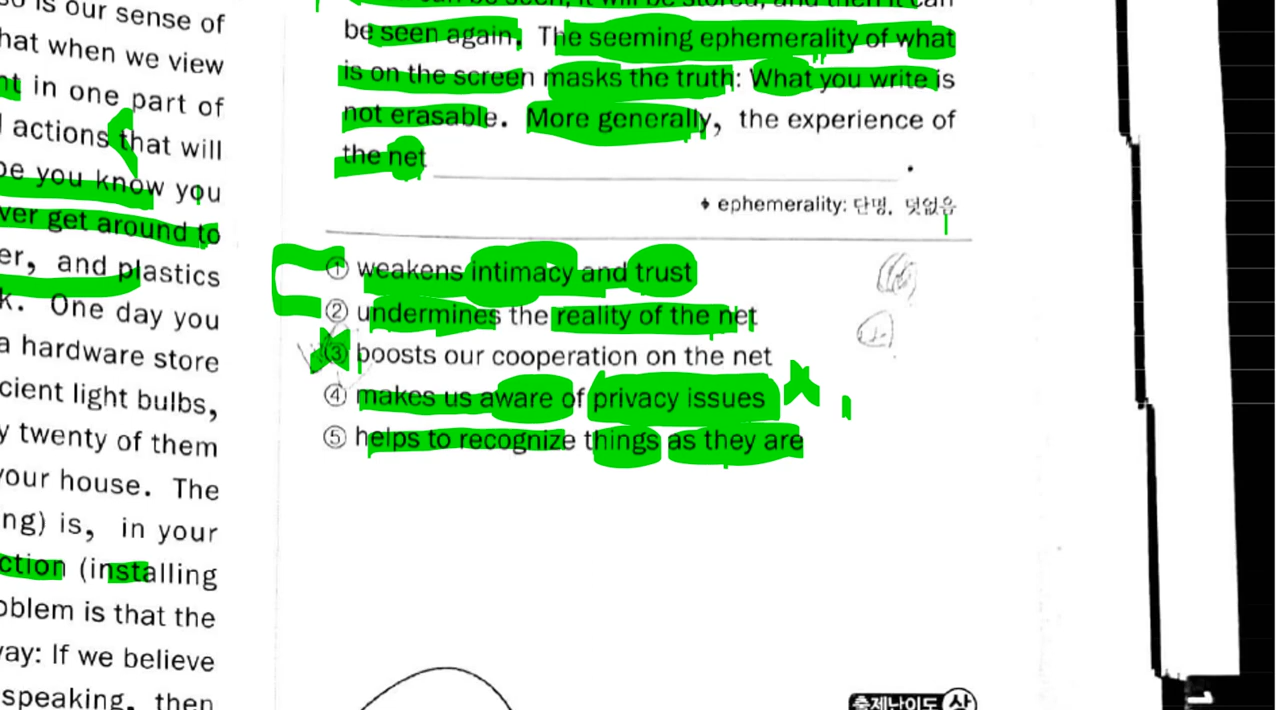 is our sense of
hat when we view
in one part of
actions that will
you know you
ver get around to
er, and plastics
k. One day you
a hardware store
cient light bulbs,
y twenty of them
your house. The
ng) is, in your
ction (installing
oblem is that the
way: If we believe
speaking, then
be seen again. The seeming ephemerality of what
is on the screen masks the truth: What you write is
not erasable. More generally, the experience of
the net ____________.
♦ ephemerality: 단명, 덧없음
① weakens intimacy and trust
② undermines the reality of the net
③ boosts our cooperation on the net
④ makes us aware of privacy issues
⑤ helps to recognize things as they are
출제난이도 상